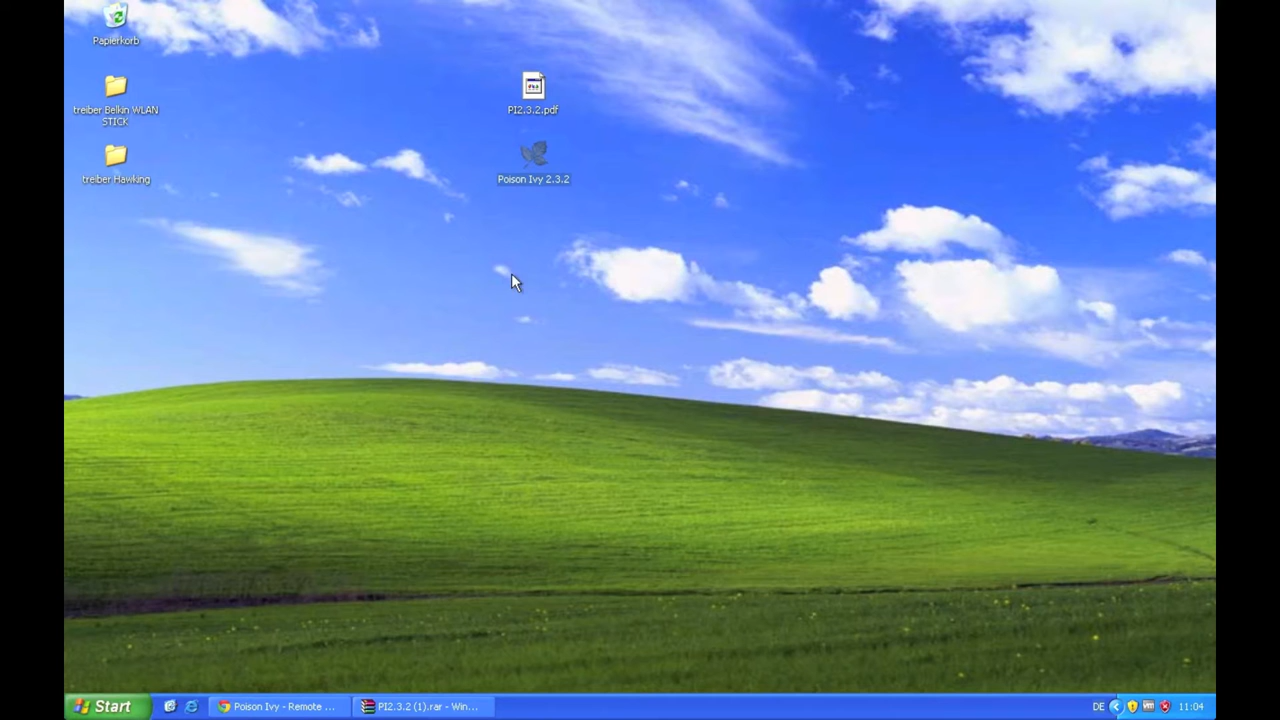 Papierkorb
treiber Belkin WLAN
STICK
treiber Hawking
PI2.3.2.pdf
Poison Ivy 2.3.2
Start
Poison Ivy - Remote ...
PI2.3.2 (1).rar - Win...
DE
11:04